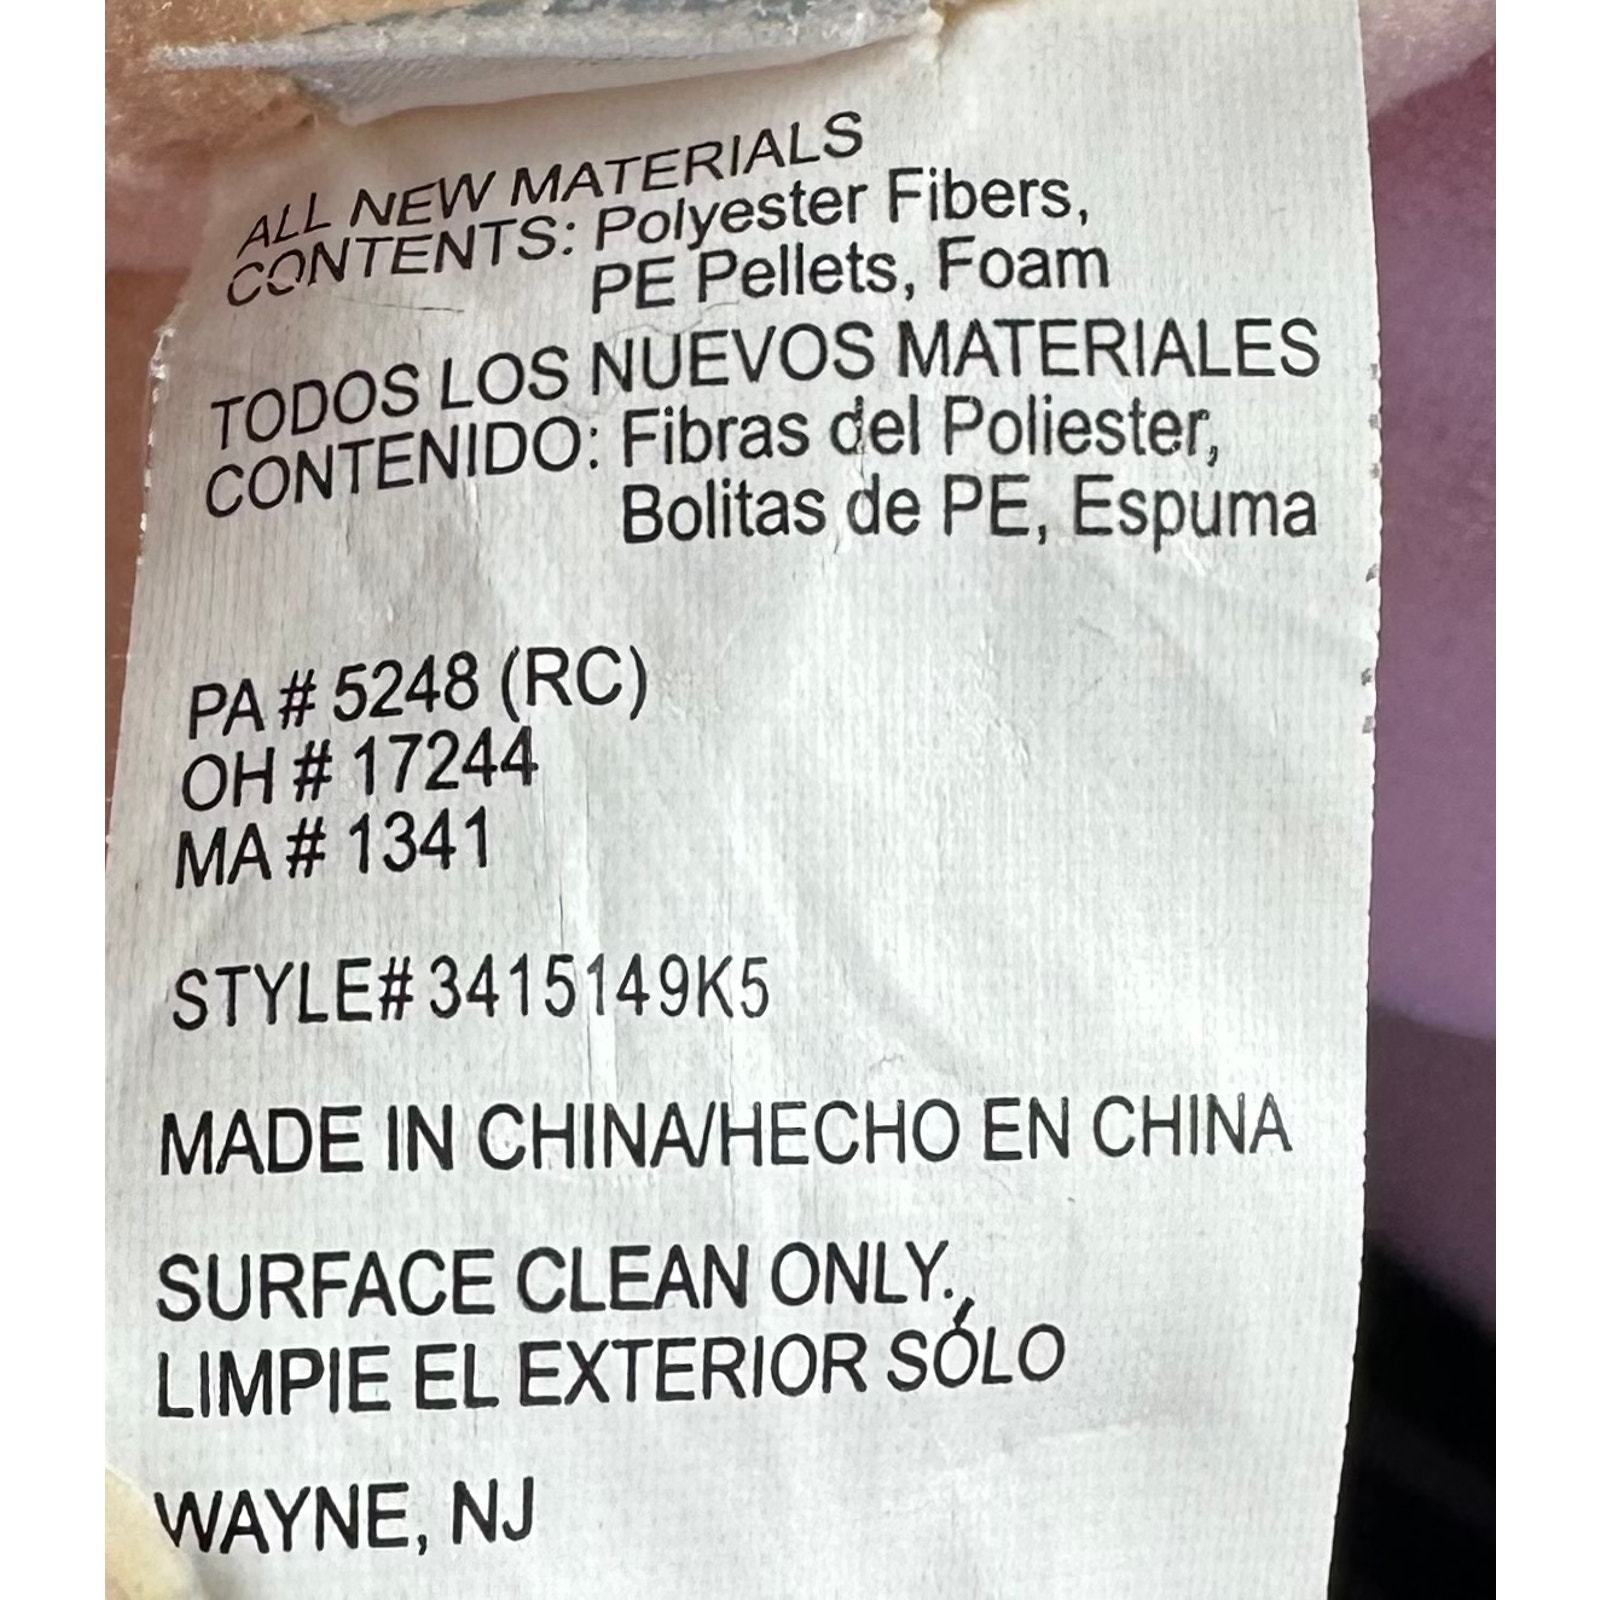 ALL NEW MATERIALS
CONTENTS: Polyester Fibers,
PE Pellets, Foam
TODOS LOS NUEVOS MATERIALES
CONTENIDO: Fibras del Poliester,
Bolitas de PE, Espuma
PA # 5248 (RC)
OH # 17244
MA # 1341
STYLE# 3415149K5
MADE IN CHINA/HECHO EN CHINA
SURFACE CLEAN ONLY.
LIMPIE EL EXTERIOR SÓLO
WAYNE, NJ